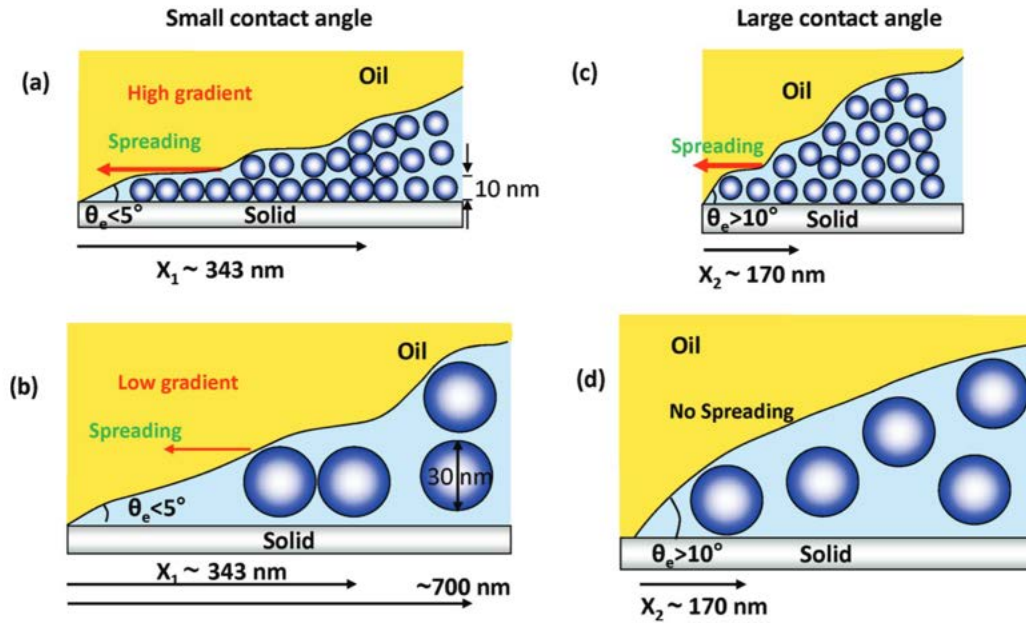 Small contact angle
Large contact angle
(a)
Oil
High gradient
Spreading
10 nm
θe<5°
Solid
X1 ~ 343 nm
(c)
Oil
Spreading
θe>10°
Solid
X2 ~ 170 nm
(b)
Oil
Low gradient
Spreading
30 nm
θe<5°
Solid
X1 ~ 343 nm
~700 nm
(d)
Oil
No Spreading
θe>10°
Solid
X2 ~ 170 nm